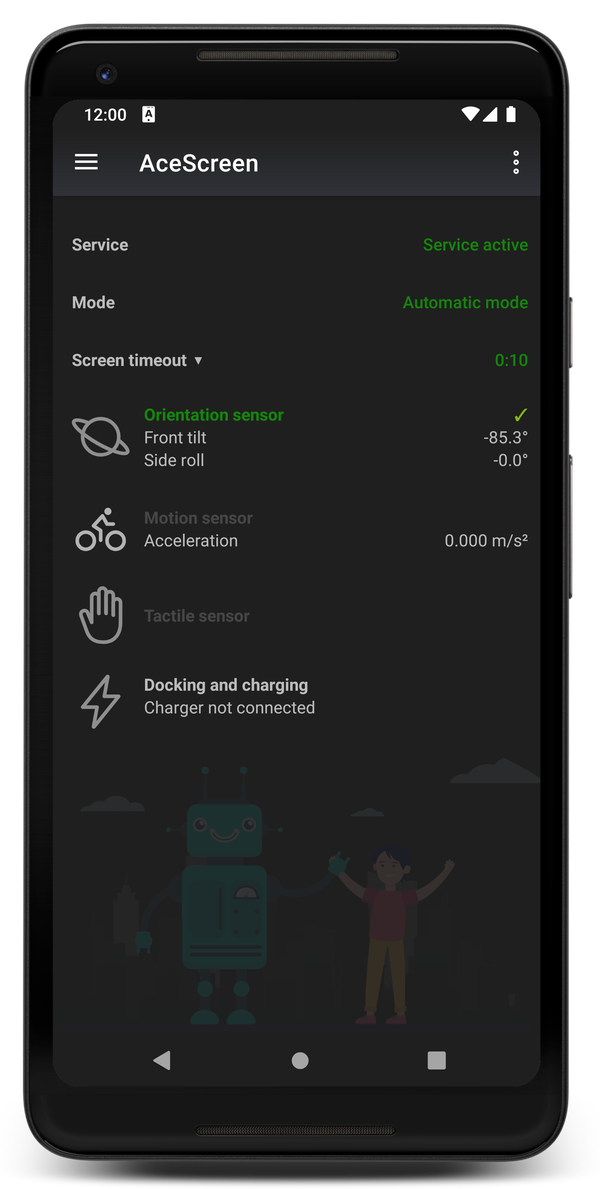 12:00 A
AceScreen
Service Service active
Mode Automatic mode
Screen timeout ▾ 0:10
Orientation sensor ✓
Front tilt -85.3°
Side roll -0.0°
Motion sensor
Acceleration 0.000 m/s²
Tactile sensor
Docking and charging
Charger not connected